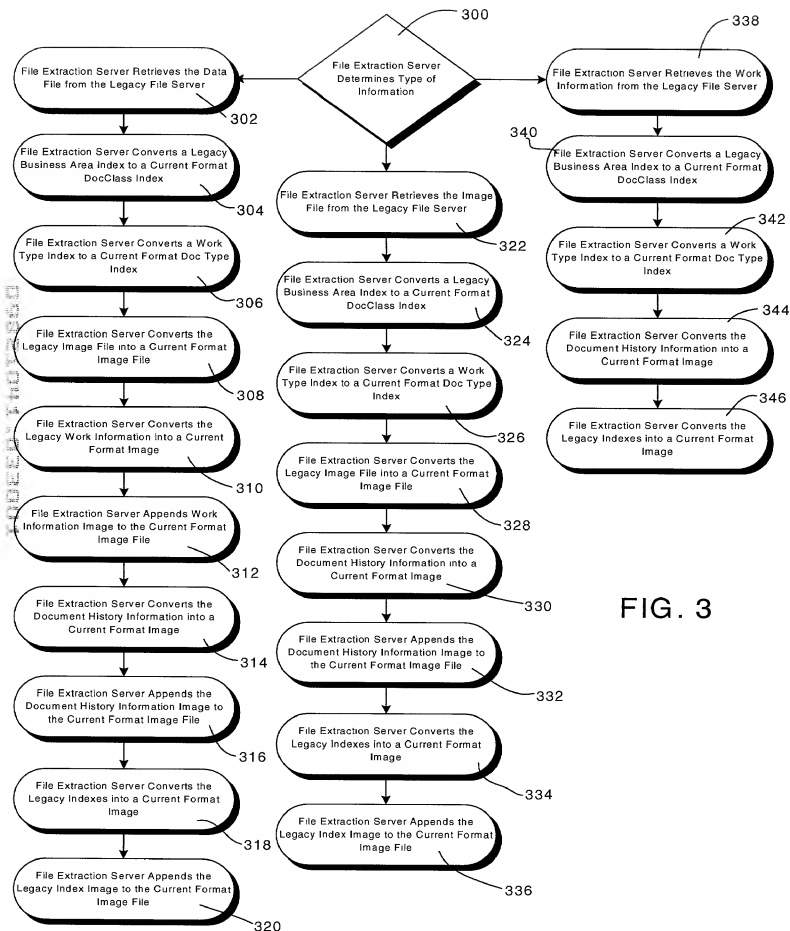 300
File Extraction Server
Determines Type of
Information
File Extraction Server Retrieves the Data
File from the Legacy File Server
302
File Extraction Server Converts a Legacy
Business Area Index to a Current Format
DocClass Index
304
File Extraction Server Converts a Work
Type Index to a Current Format Doc Type
Index
306
File Extraction Server Converts the
Legacy Image File into a Current Format
Image File
308
File Extraction Server Converts the
Legacy Work Information into a Current
Format Image
310
File Extraction Server Appends Work
Information Image to the Current Format
Image File
312
File Extraction Server Converts the
Document History Information into a
Current Format Image
314
File Extraction Server Appends the
Document History Information Image to
the Current Format Image File
316
File Extraction Server Converts the
Legacy Indexes into a Current Format
Image
318
File Extraction Server Appends the
Legacy Index Image to the Current Format
Image File
320
File Extraction Server Retrieves the Image
File from the Legacy File Server
322
File Extraction Server Converts a Legacy
Business Area Index to a Current Format
DocClass Index
324
File Extraction Server Converts a Work
Type Index to a Current Format Doc Type
Index
326
File Extraction Server Converts the
Legacy Image File into a Current Format
Image File
328
File Extraction Server Converts the
Document History Information into a
Current Format Image
330
File Extraction Server Appends the
Document History Information Image to
the Current Format Image File
332
File Extraction Server Converts the
Legacy Indexes into a Current Format
Image
334
File Extraction Server Appends the
Legacy Index Image to the Current Format
Image File
336
338
File Extraction Server Retrieves the Work
Information from the Legacy File Server
340
File Extraction Server Converts a Legacy
Business Area Index to a Current Format
DocClass Index
342
File Extraction Server Converts a Work
Type Index to a Current Format Doc Type
Index
344
File Extraction Server Converts the
Document History Information into a
Current Format Image
346
File Extraction Server Converts the
Legacy Indexes into a Current Format
Image
FIG. 3